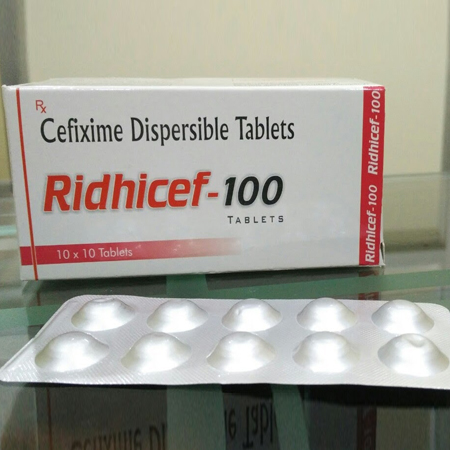 Rx
Cefixime Dispersible Tablets
Ridhicef-100
TABLETS
10 x 10 Tablets
Ridhicef-100
Ridhicef-100